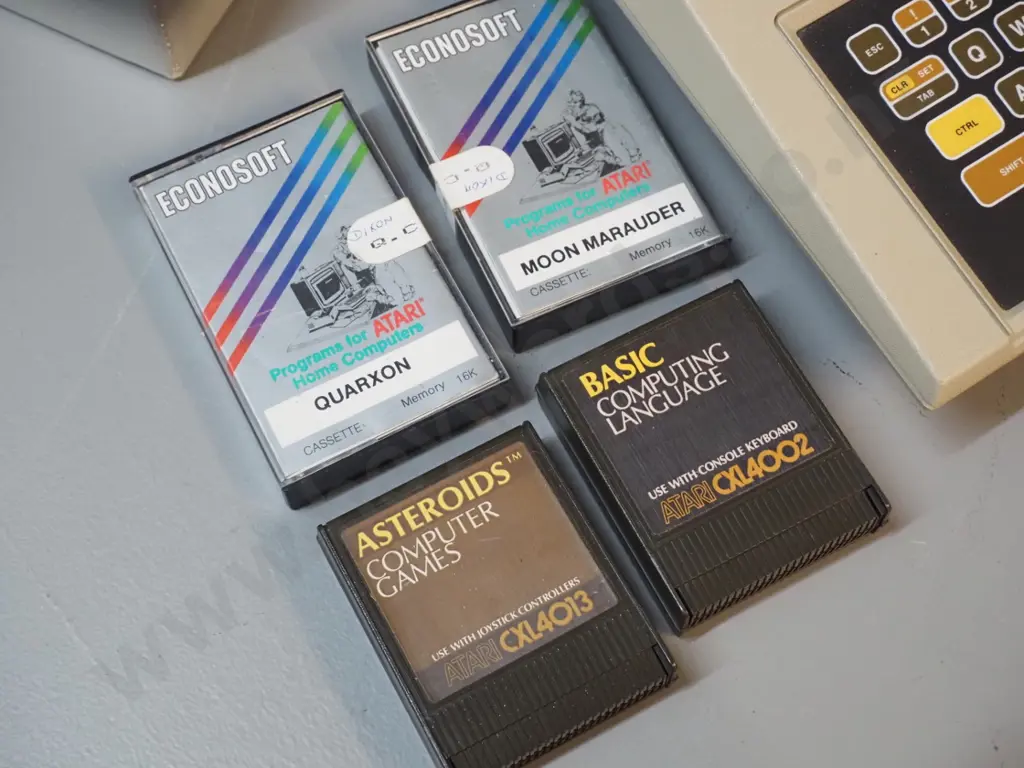 ECONOSOFT
DIXON
B-C
Programs for ATARI®
Home Computers
QUARXON
CASSETTE:
Memory 16K
ECONOSOFT
DIXON
Programs for ATARI®
Home Computers
MOON MARAUDER
CASSETTE:
Memory 16K
ASTEROIDS™
COMPUTER
GAMES
USE WITH JOYSTICK CONTROLLERS
ATARI CXL4013
BASIC
COMPUTING
LANGUAGE
USE WITH CONSOLE KEYBOARD
ATARI CXL4002
ESC
!
1
2
CLR SET
TAB
Q
W
CTRL
A
SHIFT